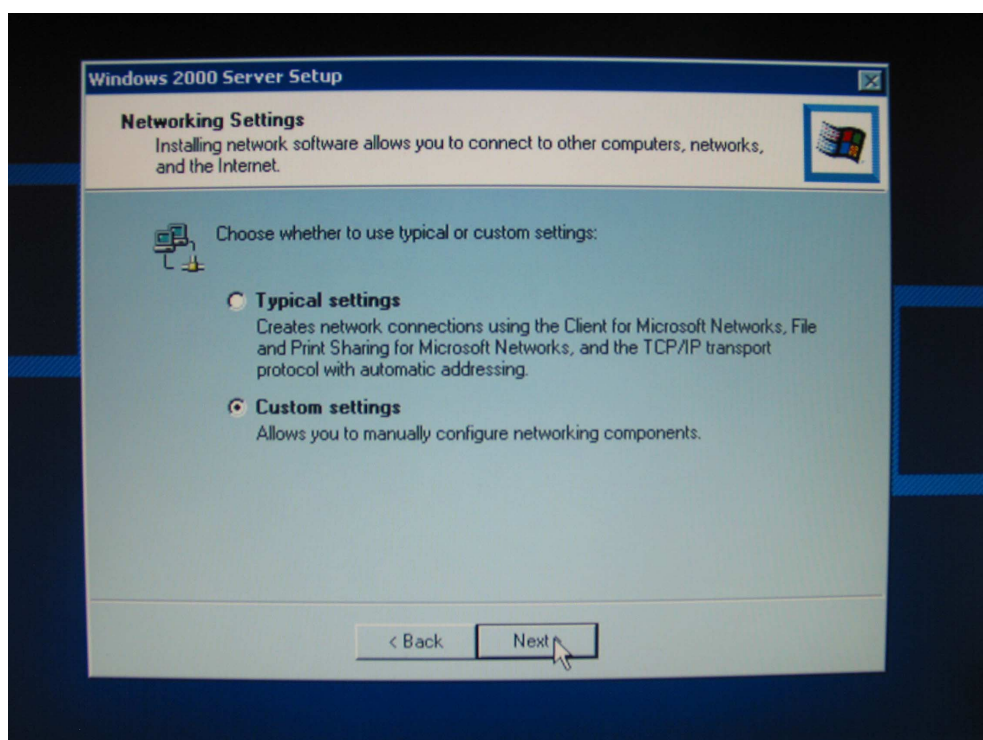 Windows 2000 Server Setup
Networking Settings
Installing network software allows you to connect to other computers, networks,
and the Internet.
Choose whether to use typical or custom settings:
Typical settings
Creates network connections using the Client for Microsoft Networks, File
and Print Sharing for Microsoft Networks, and the TCP/IP transport
protocol with automatic addressing.
Custom settings
Allows you to manually configure networking components.
< Back Next